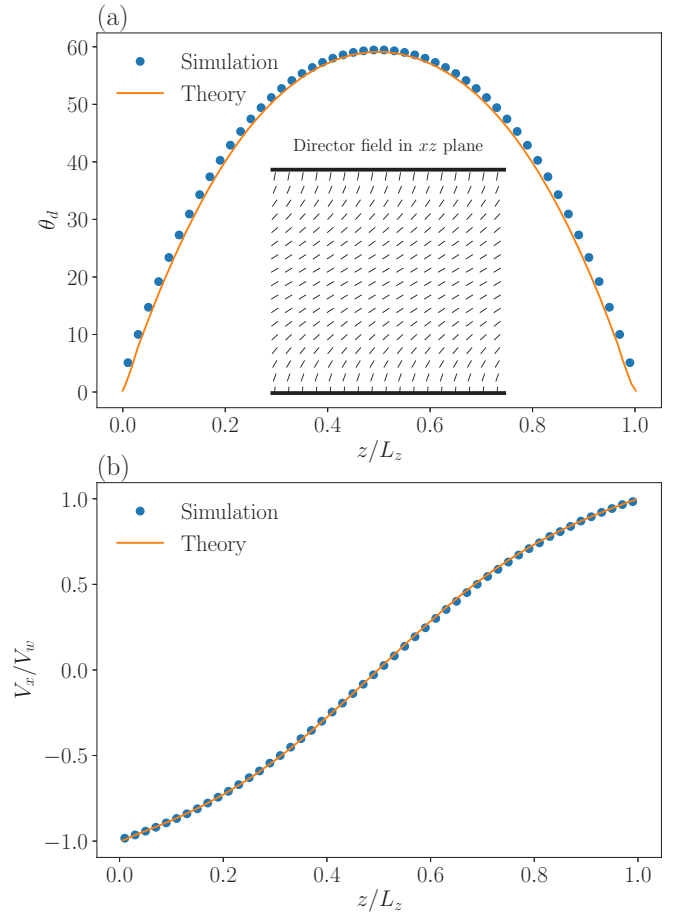 (a)
60
50
40
30
20
10
0
θ_d
Simulation
Theory
Director field in xz plane
0.0 0.2 0.4 0.6 0.8 1.0
z/L_z
(b)
1.0
0.5
0.0
−0.5
−1.0
V_x/V_w
Simulation
Theory
0.0 0.2 0.4 0.6 0.8 1.0
z/L_z